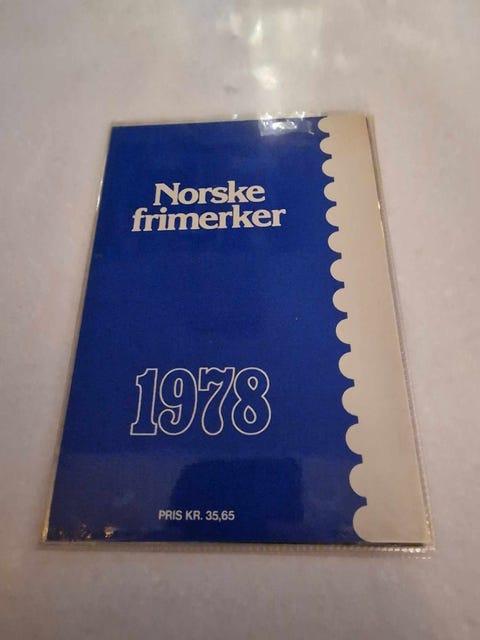 Norske
frimerker
1978
PRIS KR. 35,65